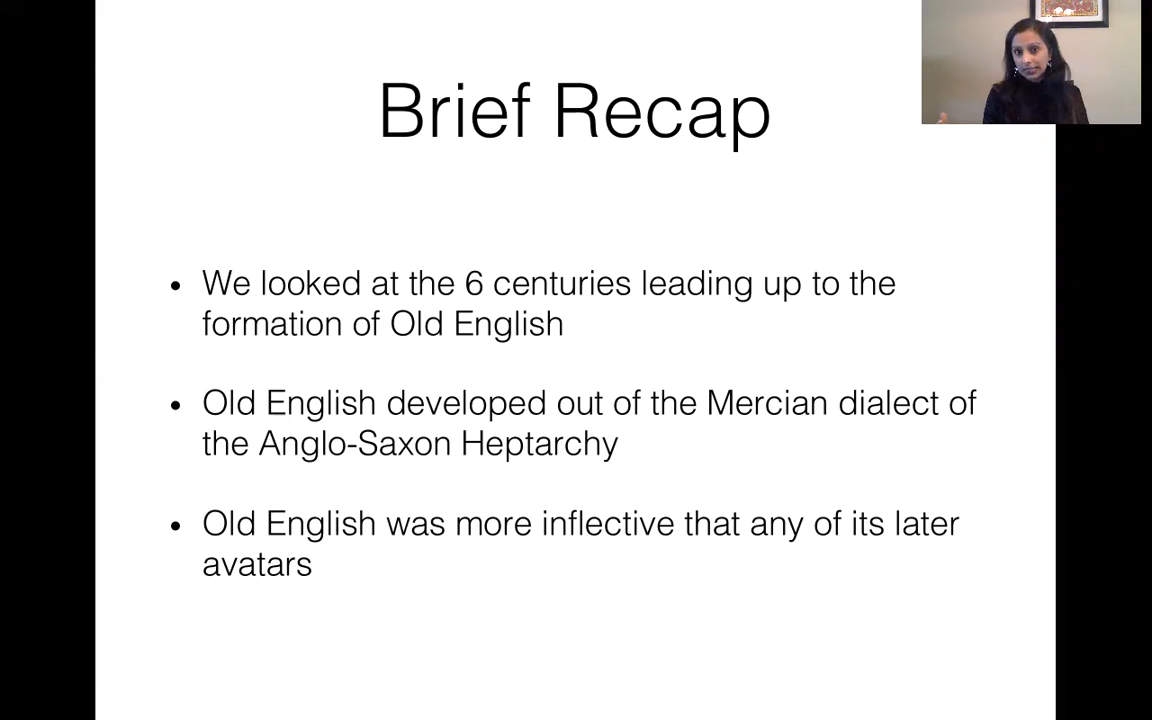 Brief Recap
• We looked at the 6 centuries leading up to the
formation of Old English
• Old English developed out of the Mercian dialect of
the Anglo-Saxon Heptarchy
• Old English was more inflective that any of its later
avatars